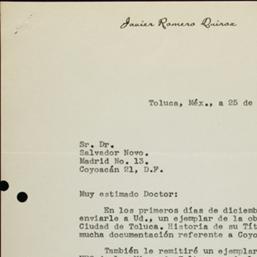 Javier Romero Quiroz
Toluca, Méx., a 25 de
Sr. Dr.
Salvador Novo.
Madrid No. 13.
Coyoacán 21, D.F.
Muy estimado Doctor:
En los primeros días de diciemb
enviarle a Ud., un ejemplar de la ob
Ciudad de Toluca. Historia de su Tít
mucha documentación referente a Coyo
También le remitiré un ejemplar